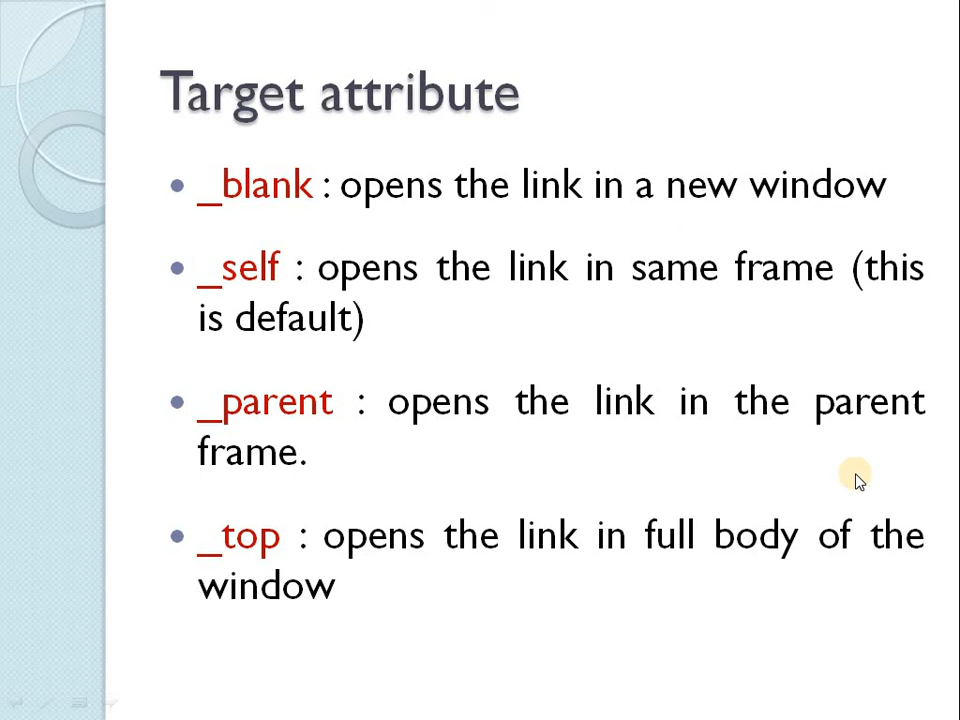 Target attribute
• _blank : opens the link in a new window
• _self : opens the link in same frame (this
is default)
• _parent : opens the link in the parent
frame.
• _top : opens the link in full body of the
window